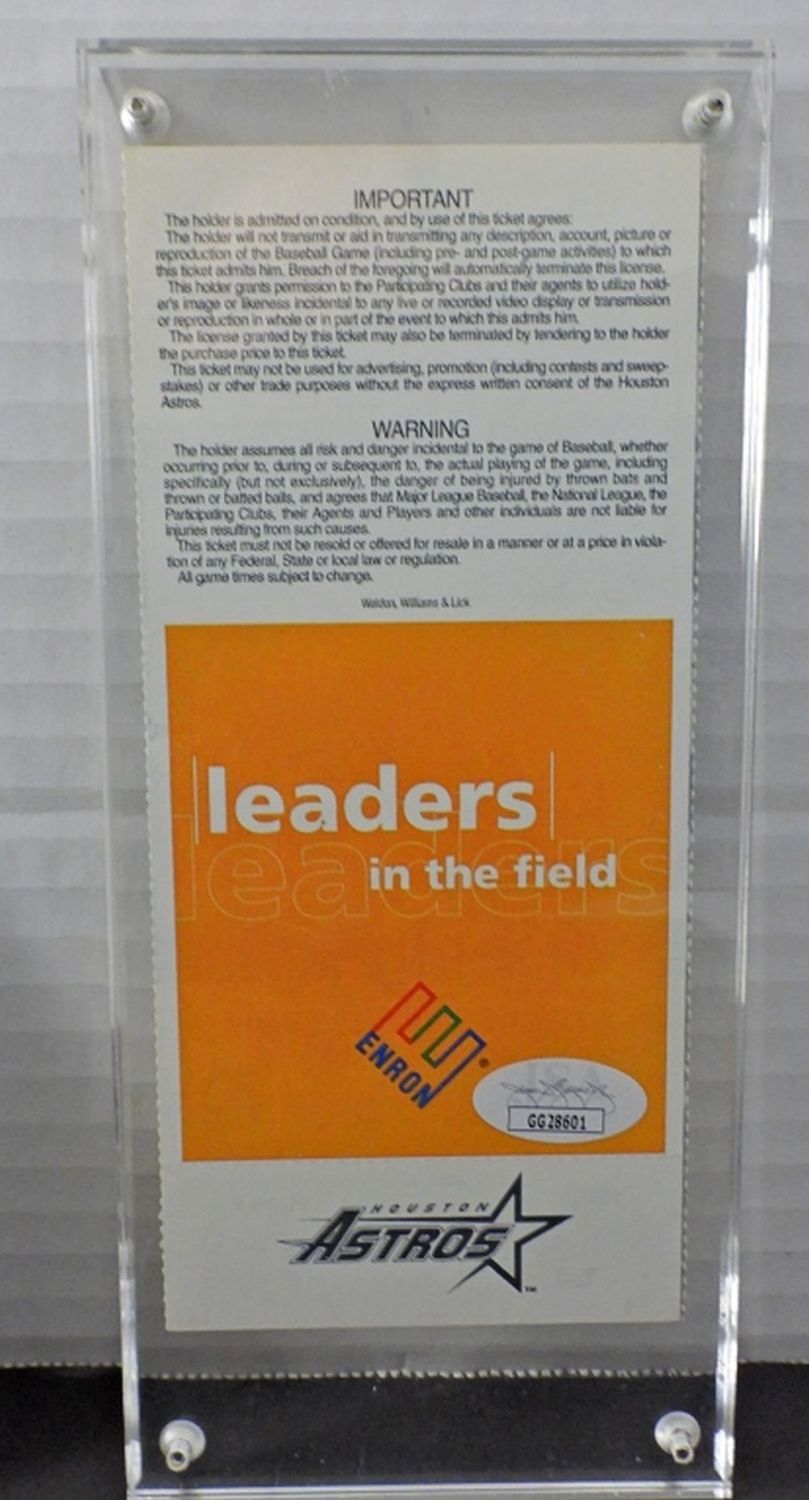 IMPORTANT
The holder is admitted on condition, and by use of this ticket agrees:
The holder will not transmit or aid in transmitting any description, account, picture or
reproduction of the Baseball Game (including pre- and post-game activities) to which
this ticket admits him. Breach of the foregoing will automatically terminate this license.
This holder grants permission to the Participating Clubs and their agents to utilize hold-
er's image or likeness incidental to any live or recorded video display or transmission
or reproduction in whole or in part of the event to which this admits him.
The license granted by this ticket may also be terminated by tendering to the holder
the purchase price to this ticket.
This ticket may not be used for advertising, promotion (including contests and sweep-
stakes) or other trade purposes without the express written consent of the Houston
Astros.
WARNING
The holder assumes all risk and danger incidental to the game of Baseball, whether
occurring prior to, during or subsequent to, the actual playing of the game, including
specifically (but not exclusively), the danger of being injured by thrown bats and
thrown or batted balls, and agrees that Major League Baseball, the National League, the
Participating Clubs, their Agents and Players and other individuals are not liable for
injuries resulting from such causes.
This ticket must not be resold or offered for resale in a manner or at a price in viola-
tion of any Federal, State or local law or regulation.
All game times subject to change.
Weldon, Williams & Lick
leaders
leaders
in the field
ENRON®
JSA
GG28601
HOUSTON
ASTROS™